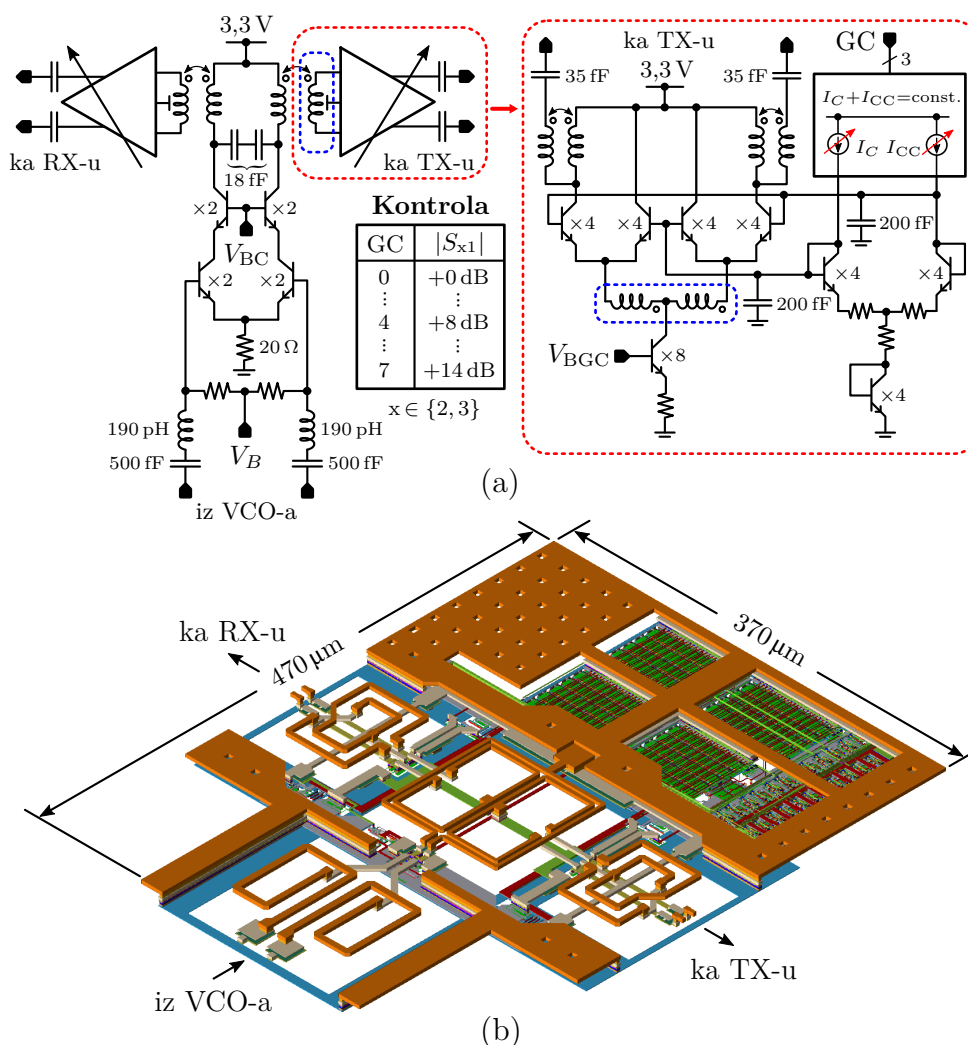 3,3 V
ka RX-u
ka TX-u
18 fF
×2
×2
V_BC
×2
×2
20 Ω
190 pH
190 pH
500 fF
500 fF
V_B
iz VCO-a
Kontrola
GC |S_x1|
0 +0 dB
⋮ ⋮
4 +8 dB
⋮ ⋮
7 +14 dB
x ∈ {2, 3}
ka TX-u
35 fF
35 fF
3,3 V
GC
3
I_C + I_CC = const.
I_C I_CC
×4
×4
×4
×4
200 fF
×4
×4
200 fF
V_BGC
×8
×4
(a)
470 µm
370 µm
ka RX-u
ka TX-u
iz VCO-a
(b)